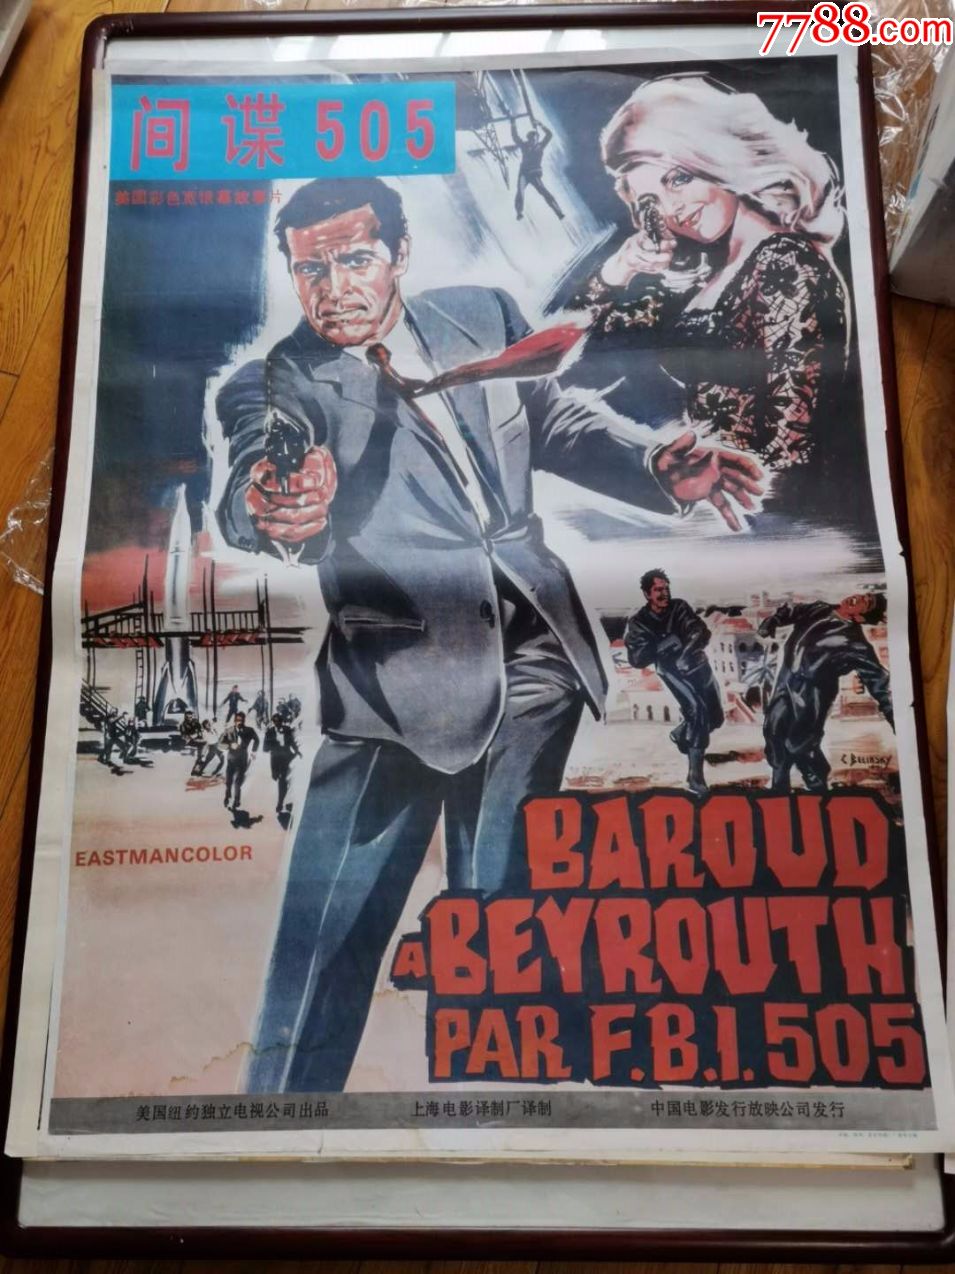 7788.com
间谍505
美国彩色宽银幕故事片
C BELINSKY
EASTMANCOLOR
BAROUD
A BEYROUTH
PAR F.B.I. 505
美国纽约独立电视公司出品 上海电影译制厂译制 中国电影发行放映公司发行